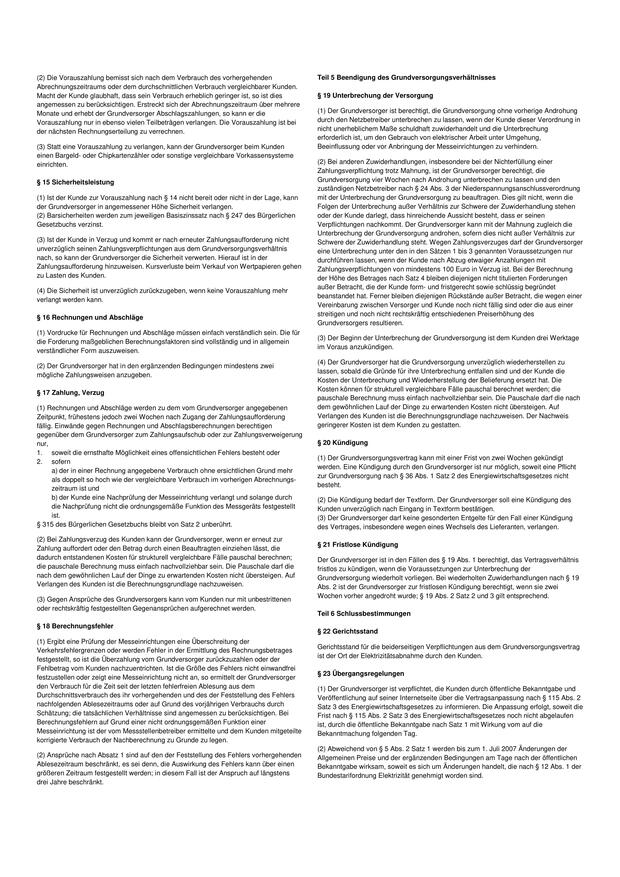 (2) Die Vorauszahlung bemisst sich nach dem Verbrauch des vorhergehenden
Abrechnungszeitraums oder dem durchschnittlichen Verbrauch vergleichbarer Kunden.
Macht der Kunde glaubhaft, dass sein Verbrauch erheblich geringer ist, so ist dies
angemessen zu berücksichtigen. Erstreckt sich der Abrechnungszeitraum über mehrere
Monate und erhebt der Grundversorger Abschlagszahlungen, so kann er die
Vorauszahlung nur in ebenso vielen Teilbeträgen verlangen. Die Vorauszahlung ist bei
der nächsten Rechnungserteilung zu verrechnen.
(3) Statt eine Vorauszahlung zu verlangen, kann der Grundversorger beim Kunden
einen Bargeld- oder Chipkartenzähler oder sonstige vergleichbare Vorkassensysteme
einrichten.
§ 15 Sicherheitsleistung
(1) Ist der Kunde zur Vorauszahlung nach § 14 nicht bereit oder nicht in der Lage, kann
der Grundversorger in angemessener Höhe Sicherheit verlangen.
(2) Barsicherheiten werden zum jeweiligen Basiszinssatz nach § 247 des Bürgerlichen
Gesetzbuchs verzinst.
(3) Ist der Kunde in Verzug und kommt er nach erneuter Zahlungsaufforderung nicht
unverzüglich seinen Zahlungsverpflichtungen aus dem Grundversorgungsverhältnis
nach, so kann der Grundversorger die Sicherheit verwerten. Hierauf ist in der
Zahlungsaufforderung hinzuweisen. Kursverluste beim Verkauf von Wertpapieren gehen
zu Lasten des Kunden.
(4) Die Sicherheit ist unverzüglich zurückzugeben, wenn keine Vorauszahlung mehr
verlangt werden kann.
§ 16 Rechnungen und Abschläge
(1) Vordrucke für Rechnungen und Abschläge müssen einfach verständlich sein. Die für
die Forderung maßgeblichen Berechnungsfaktoren sind vollständig und in allgemein
verständlicher Form auszuweisen.
(2) Der Grundversorger hat in den ergänzenden Bedingungen mindestens zwei
mögliche Zahlungsweisen anzugeben.
§ 17 Zahlung, Verzug
(1) Rechnungen und Abschläge werden zu dem vom Grundversorger angegebenen
Zeitpunkt, frühestens jedoch zwei Wochen nach Zugang der Zahlungsaufforderung
fällig. Einwände gegen Rechnungen und Abschlagsberechnungen berechtigen
gegenüber dem Grundversorger zum Zahlungsaufschub oder zur Zahlungsverweigerung
nur,
1. soweit die ernsthafte Möglichkeit eines offensichtlichen Fehlers besteht oder
2. sofern
a) der in einer Rechnung angegebene Verbrauch ohne ersichtlichen Grund mehr
als doppelt so hoch wie der vergleichbare Verbrauch im vorherigen Abrechnungs-
zeitraum ist und
b) der Kunde eine Nachprüfung der Messeinrichtung verlangt und solange durch
die Nachprüfung nicht die ordnungsgemäße Funktion des Messgeräts festgestellt
ist.
§ 315 des Bürgerlichen Gesetzbuchs bleibt von Satz 2 unberührt.
(2) Bei Zahlungsverzug des Kunden kann der Grundversorger, wenn er erneut zur
Zahlung auffordert oder den Betrag durch einen Beauftragten einziehen lässt, die
dadurch entstandenen Kosten für strukturell vergleichbare Fälle pauschal berechnen;
die pauschale Berechnung muss einfach nachvollziehbar sein. Die Pauschale darf die
nach dem gewöhnlichen Lauf der Dinge zu erwartenden Kosten nicht übersteigen. Auf
Verlangen des Kunden ist die Berechnungsgrundlage nachzuweisen.
(3) Gegen Ansprüche des Grundversorgers kann vom Kunden nur mit unbestrittenen
oder rechtskräftig festgestellten Gegenansprüchen aufgerechnet werden.
§ 18 Berechnungsfehler
(1) Ergibt eine Prüfung der Messeinrichtungen eine Überschreitung der
Verkehrsfehlergrenzen oder werden Fehler in der Ermittlung des Rechnungsbetrages
festgestellt, so ist die Überzahlung vom Grundversorger zurückzuzahlen oder der
Fehlbetrag vom Kunden nachzuentrichten. Ist die Größe des Fehlers nicht einwandfrei
festzustellen oder zeigt eine Messeinrichtung nicht an, so ermittelt der Grundversorger
den Verbrauch für die Zeit seit der letzten fehlerfreien Ablesung aus dem
Durchschnittsverbrauch des ihr vorhergehenden und des der Feststellung des Fehlers
nachfolgenden Ablesezeitraums oder auf Grund des vorjährigen Verbrauchs durch
Schätzung; die tatsächlichen Verhältnisse sind angemessen zu berücksichtigen. Bei
Berechnungsfehlern auf Grund einer nicht ordnungsgemäßen Funktion einer
Messeinrichtung ist der vom Messstellenbetreiber ermittelte und dem Kunden mitgeteilte
korrigierte Verbrauch der Nachberechnung zu Grunde zu legen.
(2) Ansprüche nach Absatz 1 sind auf den der Feststellung des Fehlers vorhergehenden
Ablesezeitraum beschränkt, es sei denn, die Auswirkung des Fehlers kann über einen
größeren Zeitraum festgestellt werden; in diesem Fall ist der Anspruch auf längstens
drei Jahre beschränkt.
Teil 5 Beendigung des Grundversorgungsverhältnisses
§ 19 Unterbrechung der Versorgung
(1) Der Grundversorger ist berechtigt, die Grundversorgung ohne vorherige Androhung
durch den Netzbetreiber unterbrechen zu lassen, wenn der Kunde dieser Verordnung in
nicht unerheblichem Maße schuldhaft zuwiderhandelt und die Unterbrechung
erforderlich ist, um den Gebrauch von elektrischer Arbeit unter Umgehung,
Beeinflussung oder vor Anbringung der Messeinrichtungen zu verhindern.
(2) Bei anderen Zuwiderhandlungen, insbesondere bei der Nichterfüllung einer
Zahlungsverpflichtung trotz Mahnung, ist der Grundversorger berechtigt, die
Grundversorgung vier Wochen nach Androhung unterbrechen zu lassen und den
zuständigen Netzbetreiber nach § 24 Abs. 3 der Niederspannungsanschlussverordnung
mit der Unterbrechung der Grundversorgung zu beauftragen. Dies gilt nicht, wenn die
Folgen der Unterbrechung außer Verhältnis zur Schwere der Zuwiderhandlung stehen
oder der Kunde darlegt, dass hinreichende Aussicht besteht, dass er seinen
Verpflichtungen nachkommt. Der Grundversorger kann mit der Mahnung zugleich die
Unterbrechung der Grundversorgung androhen, sofern dies nicht außer Verhältnis zur
Schwere der Zuwiderhandlung steht. Wegen Zahlungsverzuges darf der Grundversorger
eine Unterbrechung unter den in den Sätzen 1 bis 3 genannten Voraussetzungen nur
durchführen lassen, wenn der Kunde nach Abzug etwaiger Anzahlungen mit
Zahlungsverpflichtungen von mindestens 100 Euro in Verzug ist. Bei der Berechnung
der Höhe des Betrages nach Satz 4 bleiben diejenigen nicht titulierten Forderungen
außer Betracht, die der Kunde form- und fristgerecht sowie schlüssig begründet
beanstandet hat. Ferner bleiben diejenigen Rückstände außer Betracht, die wegen einer
Vereinbarung zwischen Versorger und Kunde noch nicht fällig sind oder die aus einer
streitigen und noch nicht rechtskräftig entschiedenen Preiserhöhung des
Grundversorgers resultieren.
(3) Der Beginn der Unterbrechung der Grundversorgung ist dem Kunden drei Werktage
im Voraus anzukündigen.
(4) Der Grundversorger hat die Grundversorgung unverzüglich wiederherstellen zu
lassen, sobald die Gründe für ihre Unterbrechung entfallen sind und der Kunde die
Kosten der Unterbrechung und Wiederherstellung der Belieferung ersetzt hat. Die
Kosten können für strukturell vergleichbare Fälle pauschal berechnet werden; die
pauschale Berechnung muss einfach nachvollziehbar sein. Die Pauschale darf die nach
dem gewöhnlichen Lauf der Dinge zu erwartenden Kosten nicht übersteigen. Auf
Verlangen des Kunden ist die Berechnungsgrundlage nachzuweisen. Der Nachweis
geringerer Kosten ist dem Kunden zu gestatten.
§ 20 Kündigung
(1) Der Grundversorgungsvertrag kann mit einer Frist von zwei Wochen gekündigt
werden. Eine Kündigung durch den Grundversorger ist nur möglich, soweit eine Pflicht
zur Grundversorgung nach § 36 Abs. 1 Satz 2 des Energiewirtschaftsgesetzes nicht
besteht.
(2) Die Kündigung bedarf der Textform. Der Grundversorger soll eine Kündigung des
Kunden unverzüglich nach Eingang in Textform bestätigen.
(3) Der Grundversorger darf keine gesonderten Entgelte für den Fall einer Kündigung
des Vertrages, insbesondere wegen eines Wechsels des Lieferanten, verlangen.
§ 21 Fristlose Kündigung
Der Grundversorger ist in den Fällen des § 19 Abs. 1 berechtigt, das Vertragsverhältnis
fristlos zu kündigen, wenn die Voraussetzungen zur Unterbrechung der
Grundversorgung wiederholt vorliegen. Bei wiederholten Zuwiderhandlungen nach § 19
Abs. 2 ist der Grundversorger zur fristlosen Kündigung berechtigt, wenn sie zwei
Wochen vorher angedroht wurde; § 19 Abs. 2 Satz 2 und 3 gilt entsprechend.
Teil 6 Schlussbestimmungen
§ 22 Gerichtsstand
Gerichtsstand für die beiderseitigen Verpflichtungen aus dem Grundversorgungsvertrag
ist der Ort der Elektrizitätsabnahme durch den Kunden.
§ 23 Übergangsregelungen
(1) Der Grundversorger ist verpflichtet, die Kunden durch öffentliche Bekanntgabe und
Veröffentlichung auf seiner Internetseite über die Vertragsanpassung nach § 115 Abs. 2
Satz 3 des Energiewirtschaftsgesetzes zu informieren. Die Anpassung erfolgt, soweit die
Frist nach § 115 Abs. 2 Satz 3 des Energiewirtschaftsgesetzes noch nicht abgelaufen
ist, durch die öffentliche Bekanntgabe nach Satz 1 mit Wirkung vom auf die
Bekanntmachung folgenden Tag.
(2) Abweichend von § 5 Abs. 2 Satz 1 werden bis zum 1. Juli 2007 Änderungen der
Allgemeinen Preise und der ergänzenden Bedingungen am Tage nach der öffentlichen
Bekanntgabe wirksam, soweit es sich um Änderungen handelt, die nach § 12 Abs. 1 der
Bundestarifordnung Elektrizität genehmigt worden sind.